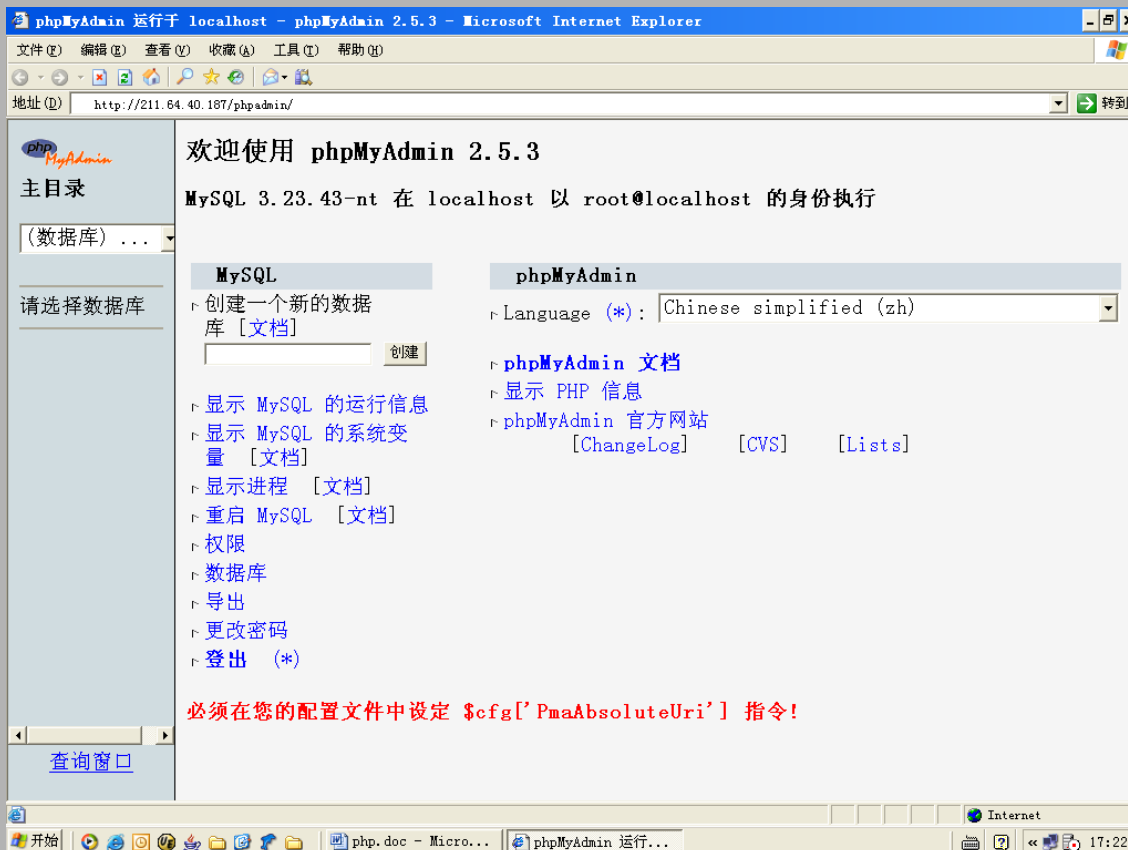 phpMyAdmin 运行于 localhost - phpMyAdmin 2.5.3 - Microsoft Internet Explorer
文件(F) 编辑(E) 查看(V) 收藏(A) 工具(T) 帮助(H)
地址(D) http://211.64.40.187/phpadmin/ 转到
php
MyAdmin
主目录
(数据库) ...
请选择数据库
查询窗口
欢迎使用 phpMyAdmin 2.5.3
MySQL 3.23.43-nt 在 localhost 以 root@localhost 的身份执行
MySQL
创建一个新的数据
库 [文档]
创建
显示 MySQL 的运行信息
显示 MySQL 的系统变
量 [文档]
显示进程 [文档]
重启 MySQL [文档]
权限
数据库
导出
更改密码
登出 (*)
phpMyAdmin
Language (*): Chinese simplified (zh)
phpMyAdmin 文档
显示 PHP 信息
phpMyAdmin 官方网站
[ChangeLog] [CVS] [Lists]
必须在您的配置文件中设定 $cfg['PmaAbsoluteUri'] 指令!
Internet
开始 php.doc - Micro... phpMyAdmin 运行... « 17:22